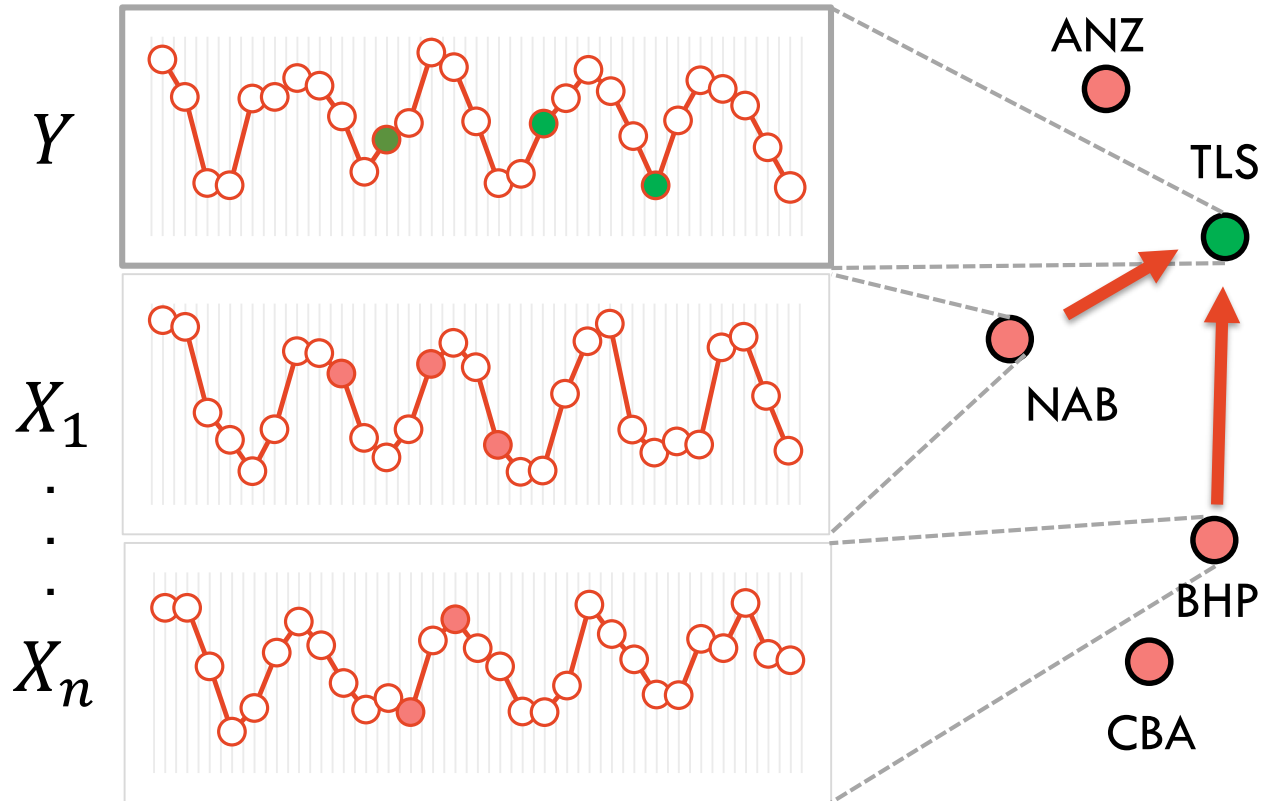 ANZ
Y
TLS
X₁
NAB
.
.
.
BHP
Xₙ
CBA